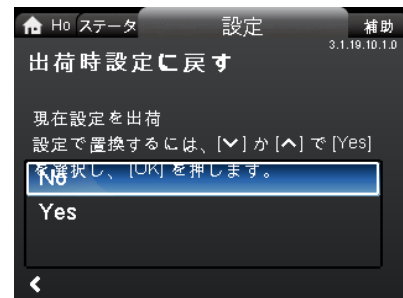 Ho ステータ 設定 補助
3.1.19.10.1.0
出荷時設定に戻す
現在設定を出荷
設定で置換するには、[∨] か [∧] で [Yes]
を選択し、 [OK] を押します。
No
Yes